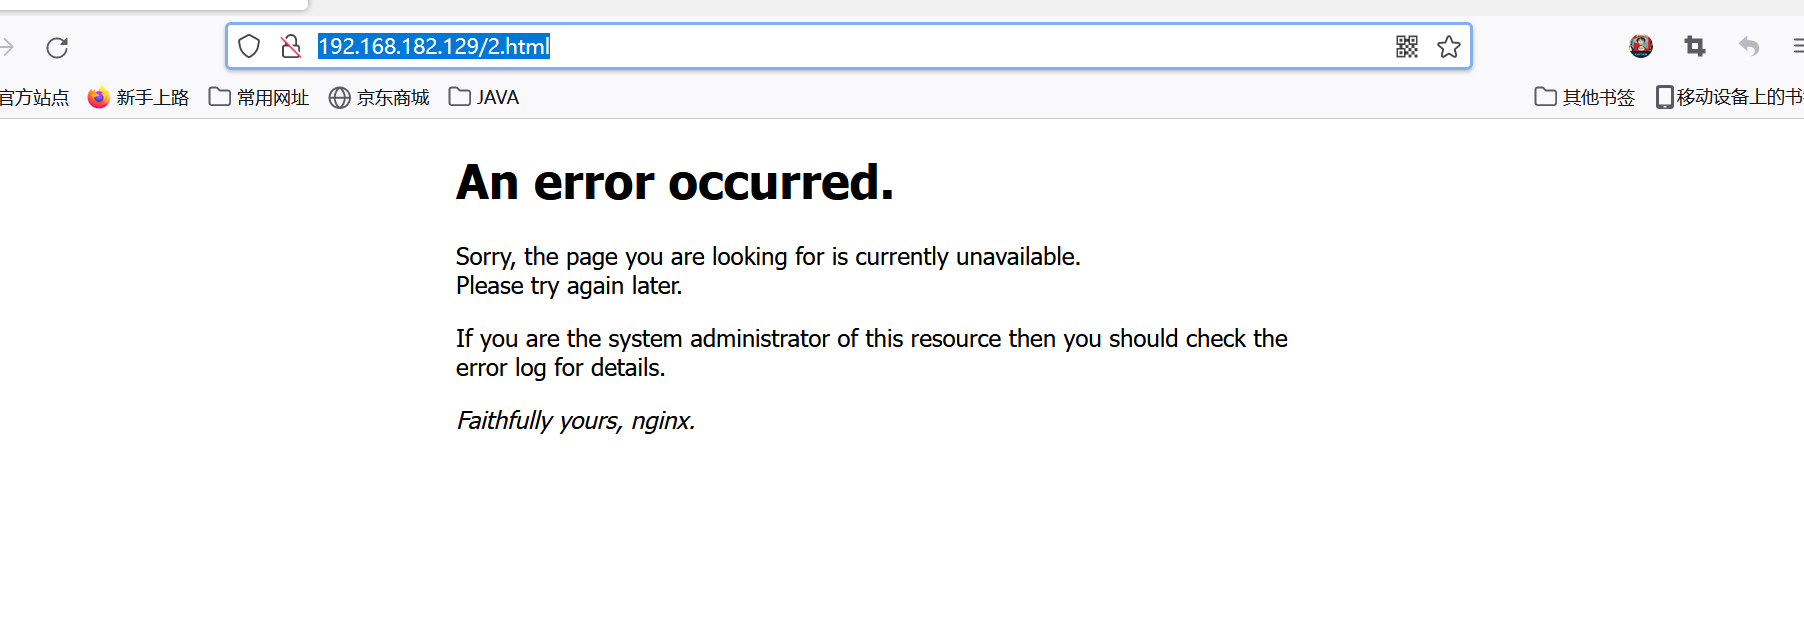 192.168.182.129/2.html
官方站点 新手上路 常用网址 京东商城 JAVA 其他书签 移动设备上的书
An error occurred.
Sorry, the page you are looking for is currently unavailable.
Please try again later.
If you are the system administrator of this resource then you should check the
error log for details.
Faithfully yours, nginx.